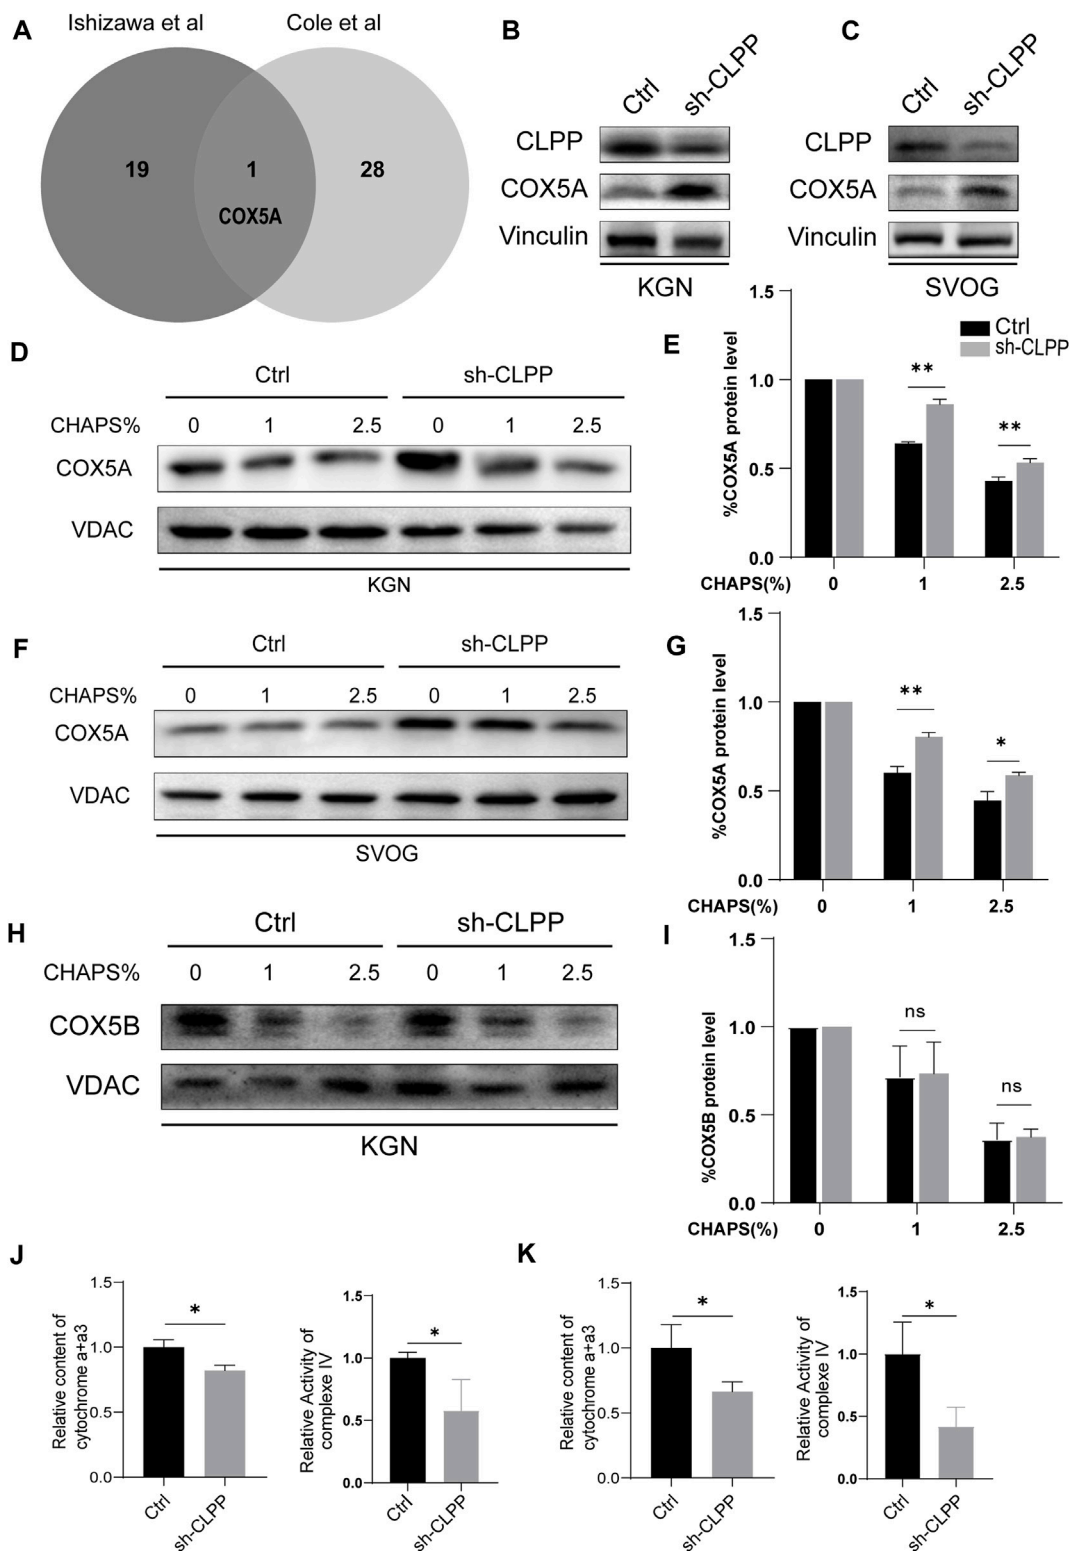 A
Ishizawa et al
Cole et al
19
1
28
COX5A
B
Ctrl
sh-CLPP
CLPP
COX5A
Vinculin
KGN
C
Ctrl
sh-CLPP
CLPP
COX5A
Vinculin
SVOG
D
Ctrl
sh-CLPP
CHAPS%
0
1
2.5
0
1
2.5
COX5A
VDAC
KGN
E
%COX5A protein level
1.5
1.0
0.5
0.0
Ctrl
sh-CLPP
**
**
CHAPS(%)
0
1
2.5
F
Ctrl
sh-CLPP
CHAPS%
0
1
2.5
0
1
2.5
COX5A
VDAC
SVOG
G
%COX5A protein level
1.5
1.0
0.5
0.0
**
*
CHAPS(%)
0
1
2.5
H
Ctrl
sh-CLPP
CHAPS%
0
1
2.5
0
1
2.5
COX5B
VDAC
KGN
I
%COX5B protein level
1.5
1.0
0.5
0.0
ns
ns
CHAPS(%)
0
1
2.5
J
Relative content of
cytochrome a+a3
1.5
1.0
0.5
0.0
*
Ctrl
sh-CLPP
Relative Activity of
complexe IV
1.5
1.0
0.5
0.0
*
Ctrl
sh-CLPP
K
Relative content of
cytochrome a+a3
1.5
1.0
0.5
0.0
*
Ctrl
sh-CLPP
Relative Activity of
complexe IV
1.5
1.0
0.5
0.0
*
Ctrl
sh-CLPP